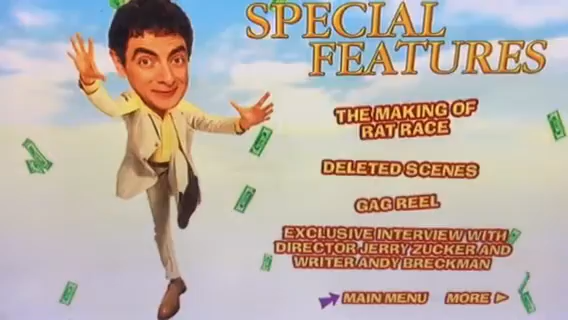 SPECIAL
FEATURES
THE MAKING OF
RAT RACE
DELETED SCENES
GAG REEL
EXCLUSIVE INTERVIEW WITH
DIRECTOR JERRY ZUCKER AND
WRITER ANDY BRECKMAN
MAIN MENU MORE